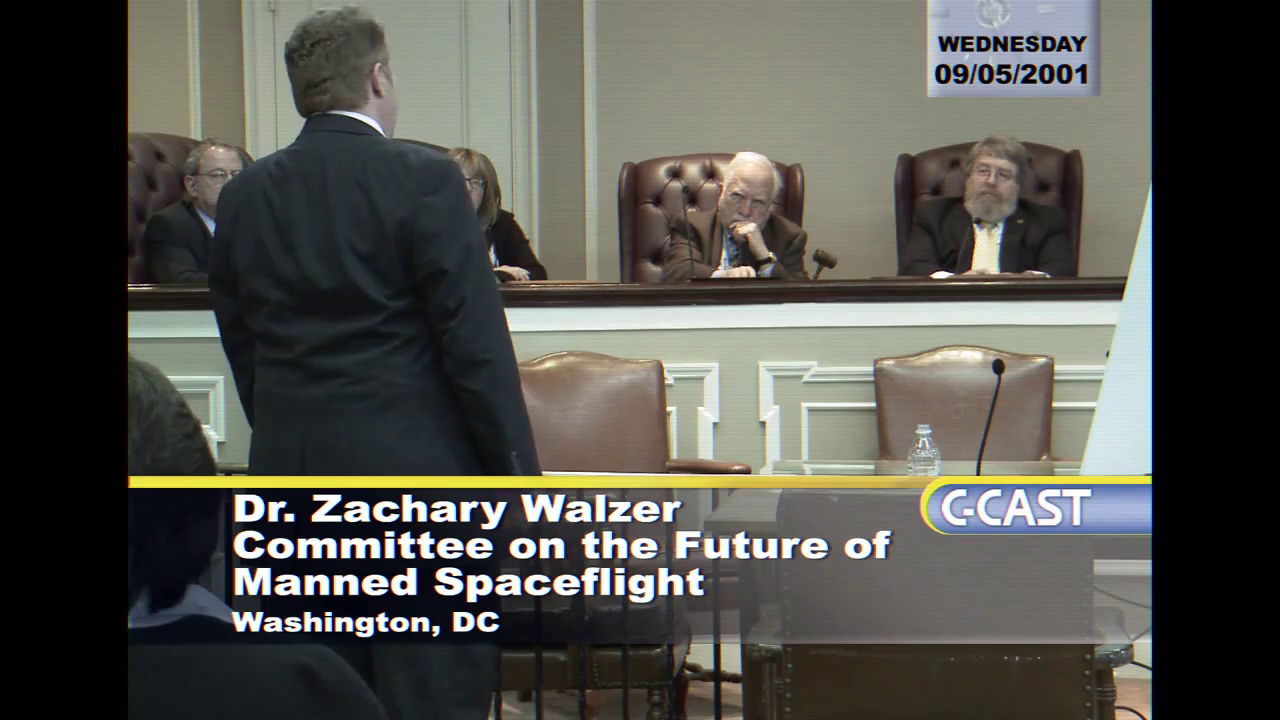 WEDNESDAY
09/05/2001
Dr. Zachary Walzer
C-CAST
Committee on the Future of
Manned Spaceflight
Washington, DC